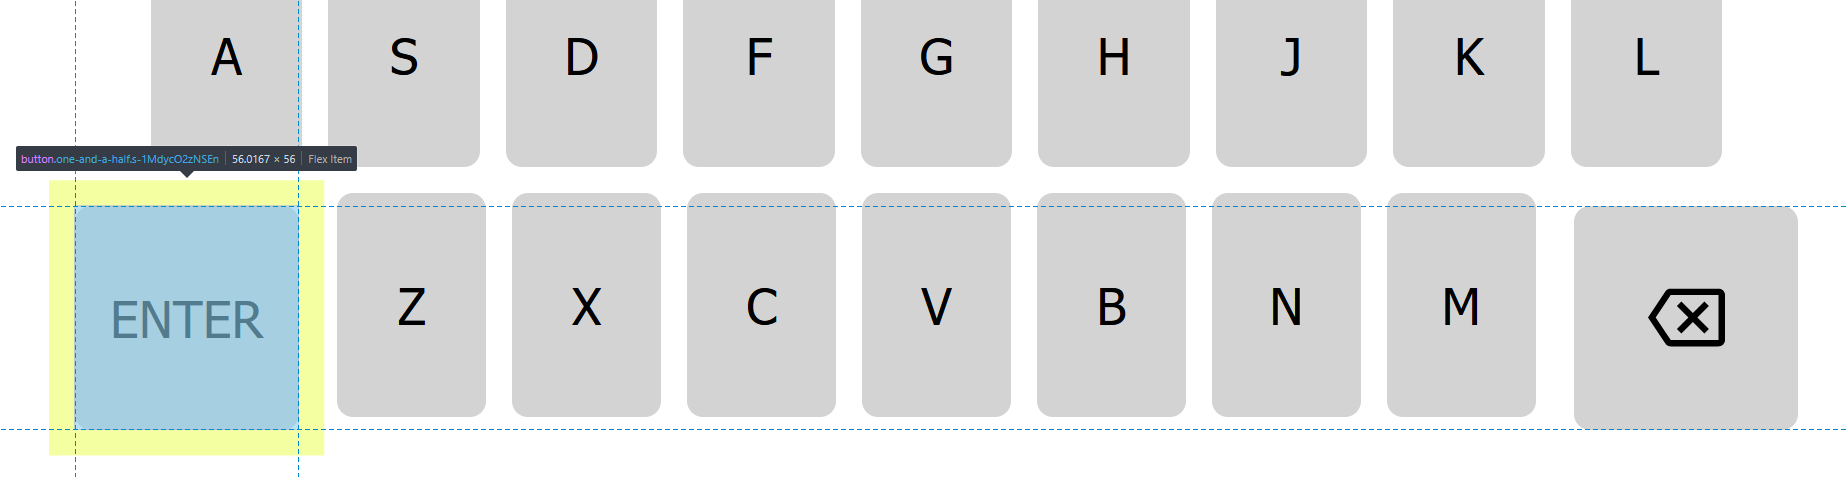 A S D F G H J K L
button.one-and-a-half.s-1MdycO2zNSEn 56.0167 × 56 Flex Item
ENTER Z X C V B N M